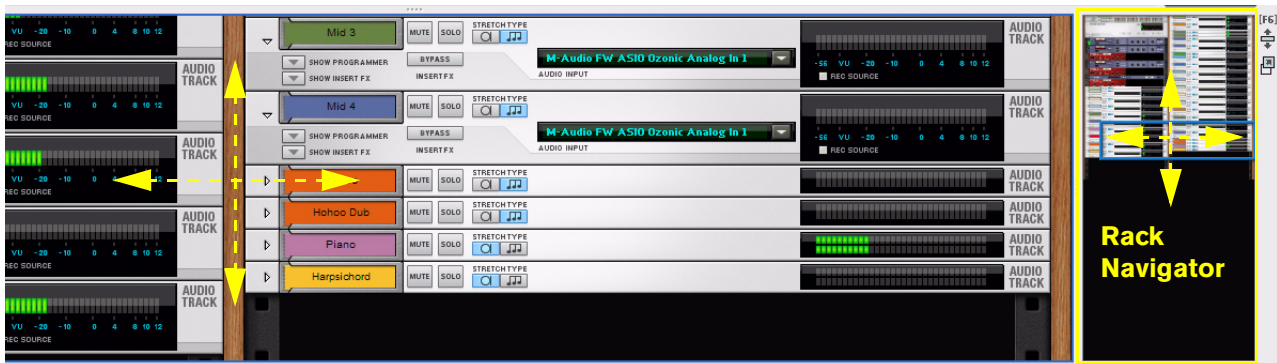 VU -20 -10 0 4 8 10 12
REC SOURCE
AUDIO
TRACK
VU -20 -10 0 4 8 10 12
REC SOURCE
AUDIO
TRACK
VU -20 -10 0 4 8 10 12
REC SOURCE
AUDIO
TRACK
VU -20 -10 0 4 8 10 12
REC SOURCE
AUDIO
TRACK
VU -20 -10 0 4 8 10 12
REC SOURCE
Mid 3
MUTE SOLO
STRETCH TYPE
AUDIO
TRACK
SHOW PROGRAMMER
BYPASS
M-Audio FW ASIO Ozonic Analog In 1
-56 VU -20 -10 0 4 8 10 12
SHOW INSERT FX
INSERT FX
AUDIO INPUT
REC SOURCE
Mid 4
MUTE SOLO
STRETCH TYPE
AUDIO
TRACK
SHOW PROGRAMMER
BYPASS
M-Audio FW ASIO Ozonic Analog In 1
-56 VU -20 -10 0 4 8 10 12
SHOW INSERT FX
INSERT FX
AUDIO INPUT
REC SOURCE
MUTE SOLO
STRETCH TYPE
AUDIO
TRACK
Hohoo Dub
MUTE SOLO
STRETCH TYPE
AUDIO
TRACK
Piano
MUTE SOLO
STRETCH TYPE
AUDIO
TRACK
Harpsichord
MUTE SOLO
STRETCH TYPE
AUDIO
TRACK
[F6]
Rack
Navigator